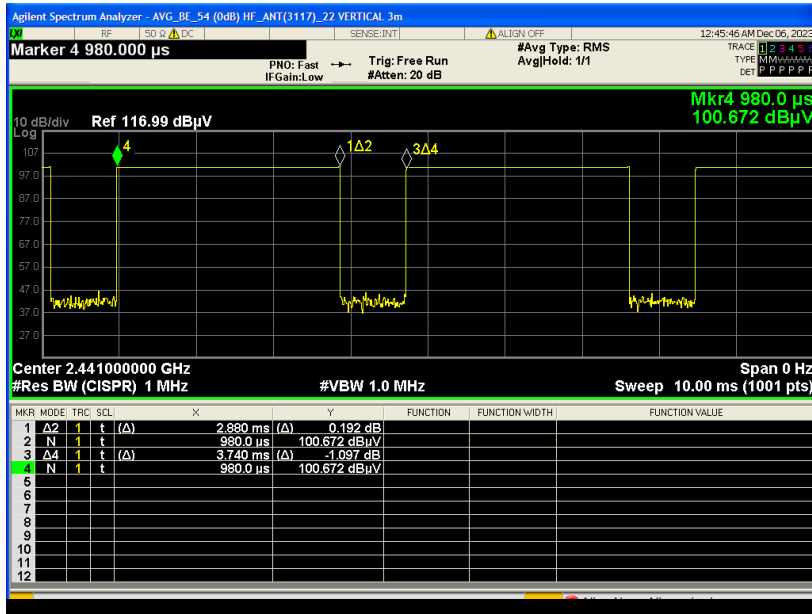 Agilent Spectrum Analyzer - AVG_BE_54 (0dB) HF_ANT(3117)_22 VERTICAL 3m
LXI RF 50 Ω DC SENSE:INT ALIGN OFF 12:45:46 AM Dec 06, 2023
Marker 4 980.000 µs
PNO: Fast
IFGain:Low
Trig: Free Run
#Atten: 20 dB
#Avg Type: RMS
Avg|Hold: 1/1
TRACE 1 2 3 4 5 6
TYPE MMWWWW
DET P P P P P P
Mkr4 980.0 µs
100.672 dBµV
10 dB/div Ref 116.99 dBµV
Log
107
97.0
87.0
77.0
67.0
57.0
47.0
37.0
27.0
4
1Δ2
3Δ4
Center 2.441000000 GHz Span 0 Hz
#Res BW (CISPR) 1 MHz #VBW 1.0 MHz Sweep 10.00 ms (1001 pts)
MKR MODE TRC SCL X Y FUNCTION FUNCTION WIDTH FUNCTION VALUE
1 Δ2 1 t (Δ) 2.880 ms (Δ) 0.192 dB
2 N 1 t 980.0 µs 100.672 dBµV
3 Δ4 1 t (Δ) 3.740 ms (Δ) -1.097 dB
4 N 1 t 980.0 µs 100.672 dBµV
5
6
7
8
9
10
11
12